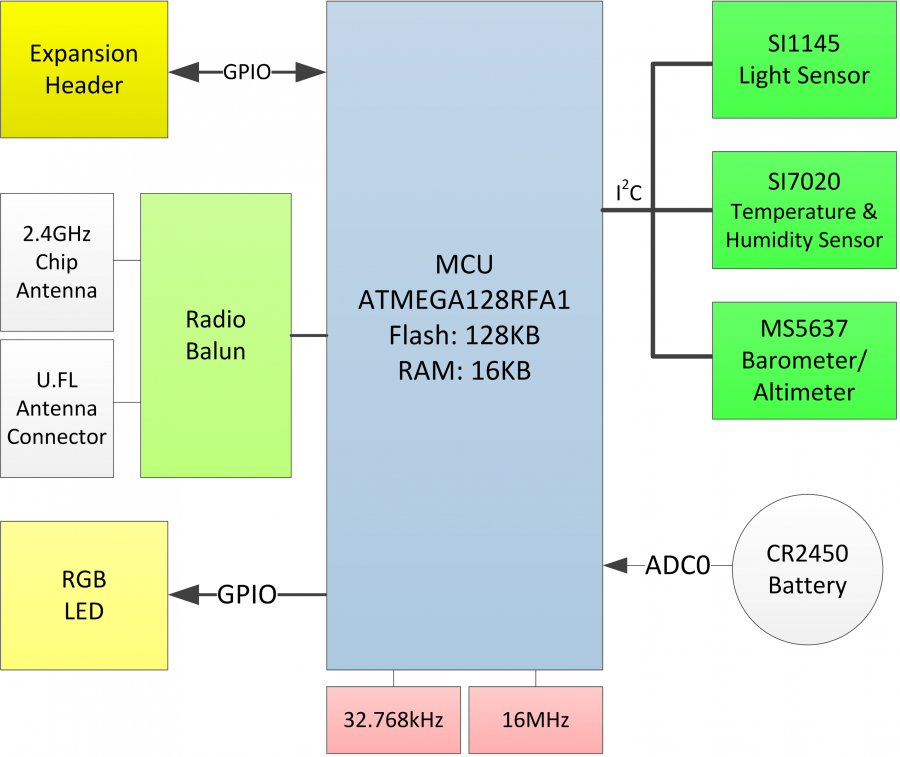 Expansion
Header
GPIO
SI1145
Light Sensor
I²C
SI7020
Temperature &
Humidity Sensor
2.4GHz
Chip
Antenna
Radio
Balun
MCU
ATMEGA128RFA1
Flash: 128KB
RAM: 16KB
MS5637
Barometer/
Altimeter
U.FL
Antenna
Connector
RGB
LED
GPIO
ADC0
CR2450
Battery
32.768kHz
16MHz